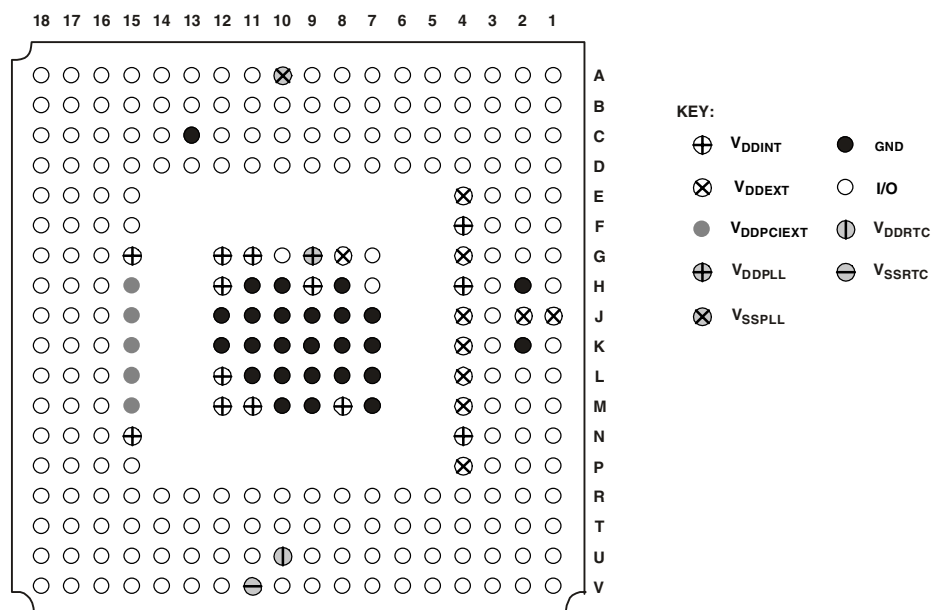 18 17 16 15 14 13 12 11 10 9 8 7 6 5 4 3 2 1
A
B
C
D
E
F
G
H
J
K
L
M
N
P
R
T
U
V
KEY:
VDDINT
GND
VDDEXT
I/O
VDDPCIEXT
VDDRTC
VDDPLL
VSSRTC
VSSPLL